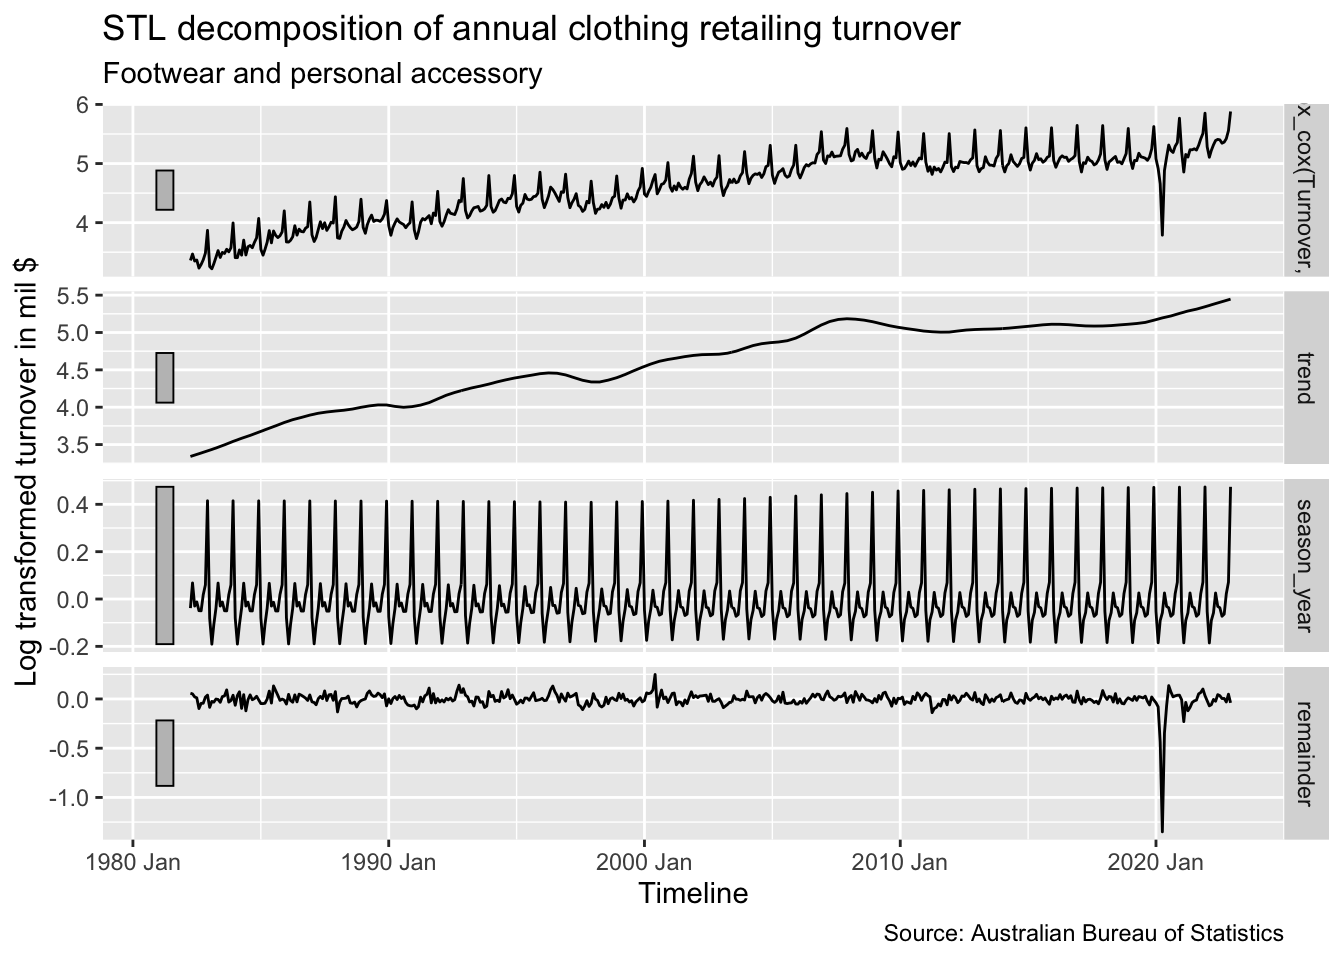 STL decomposition of annual clothing retailing turnover
Footwear and personal accessory
Log transformed turnover in mil $
6
5
4
x_cox(Turnover,
5.5
5.0
4.5
4.0
3.5
trend
0.4
0.2
0.0
-0.2
season_year
0.0
-0.5
-1.0
remainder
1980 Jan
1990 Jan
2000 Jan
2010 Jan
2020 Jan
Timeline
Source: Australian Bureau of Statistics